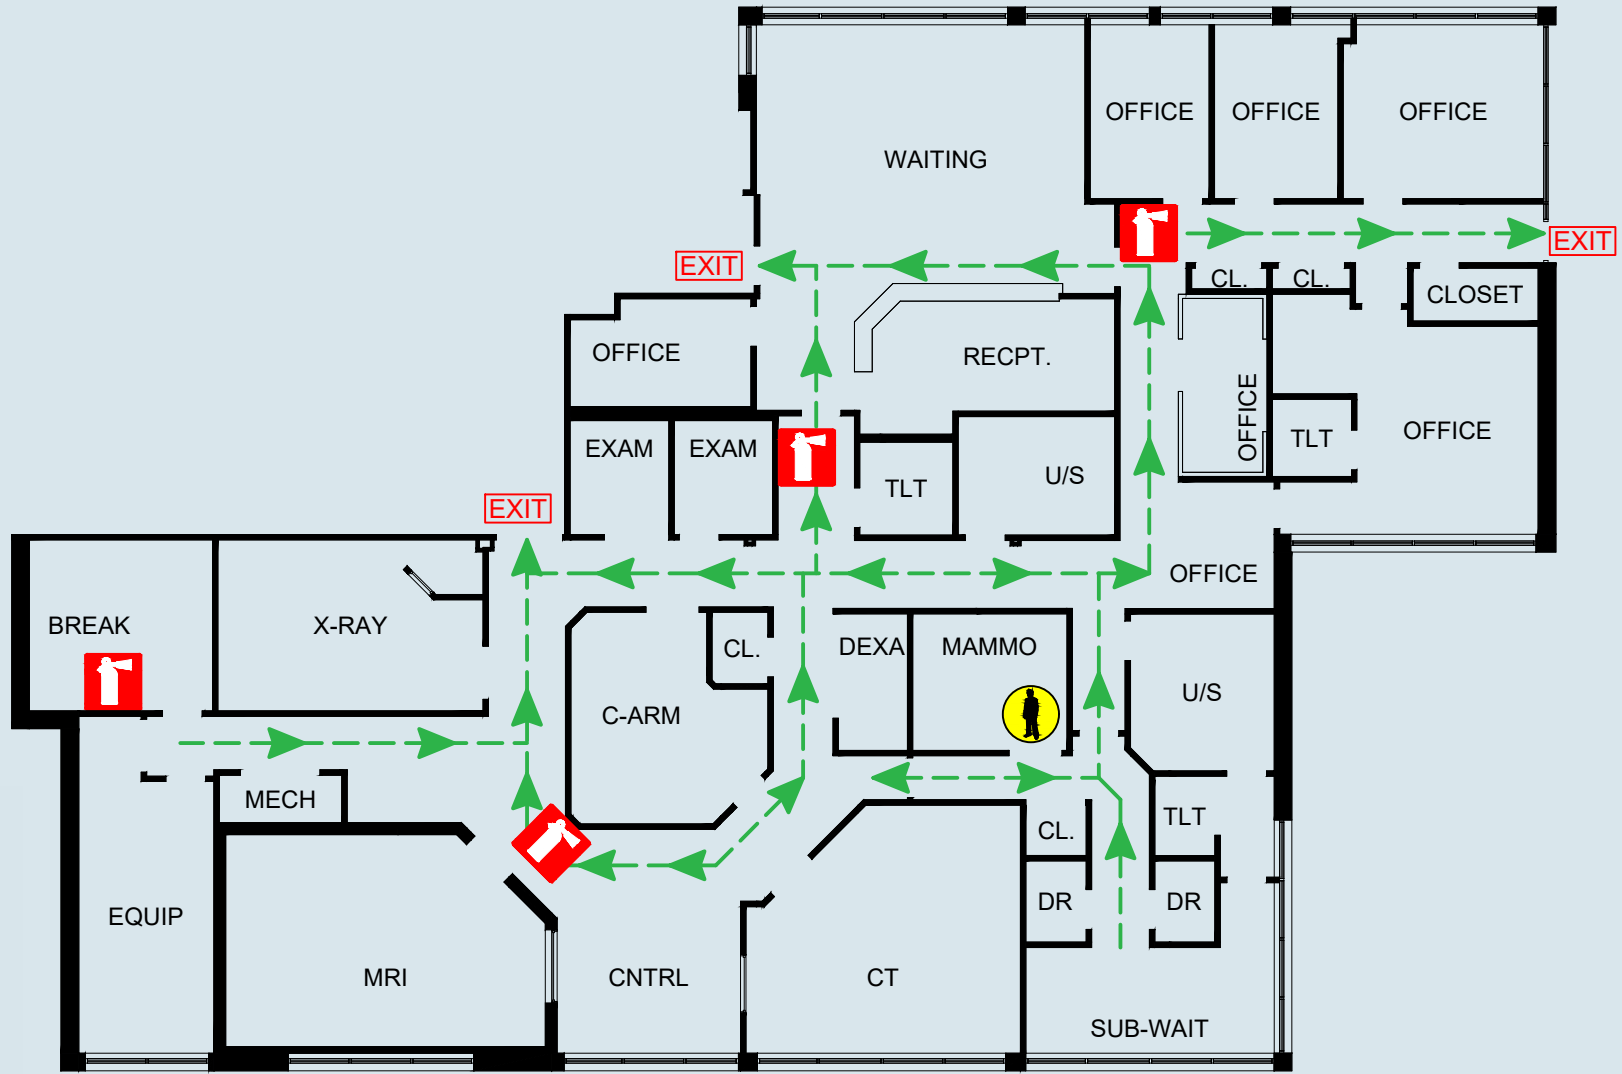 OFFICE
OFFICE
OFFICE
WAITING
EXIT
EXIT
CL.
CL.
CLOSET
OFFICE
RECPT.
OFFICE
OFFICE
TLT
EXAM
EXAM
TLT
U/S
EXIT
OFFICE
BREAK
X-RAY
CL.
DEXA
MAMMO
U/S
C-ARM
MECH
CL.
TLT
EQUIP
DR
DR
MRI
CNTRL
CT
SUB-WAIT